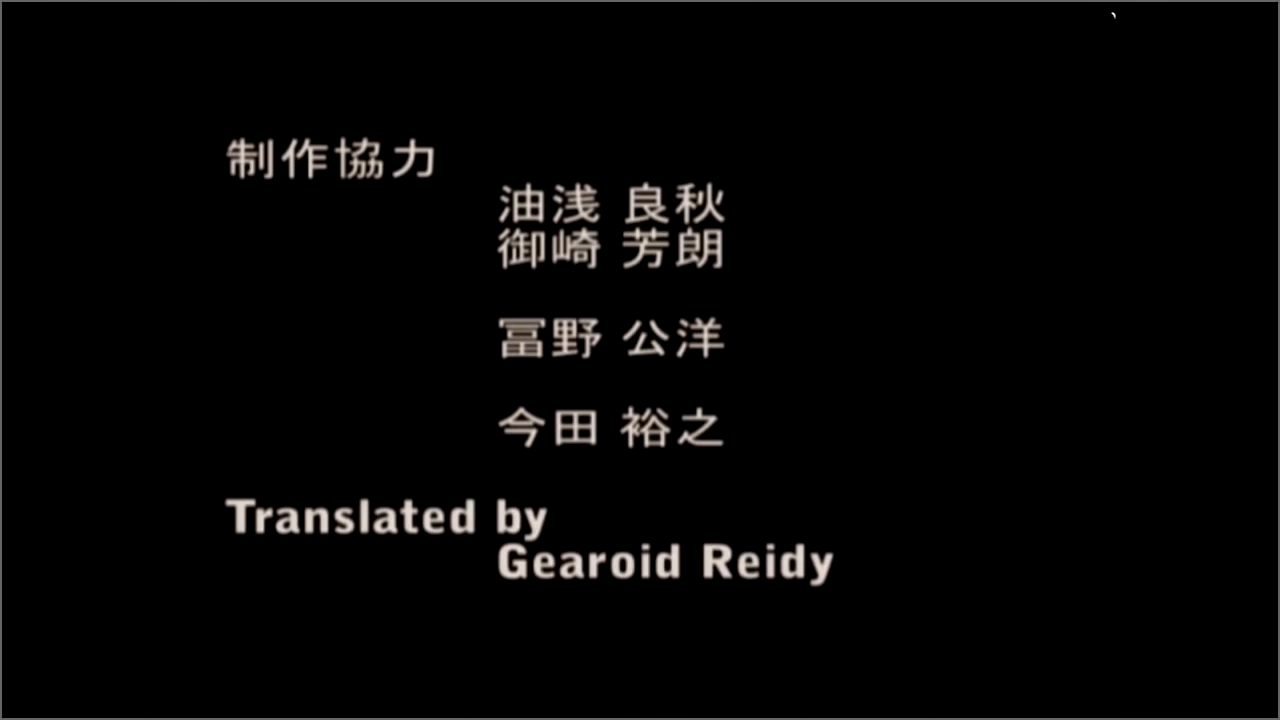 制作協力
油浅 良秋
御崎 芳朗
冨野 公洋
今田 裕之
Translated by
Gearoid Reidy